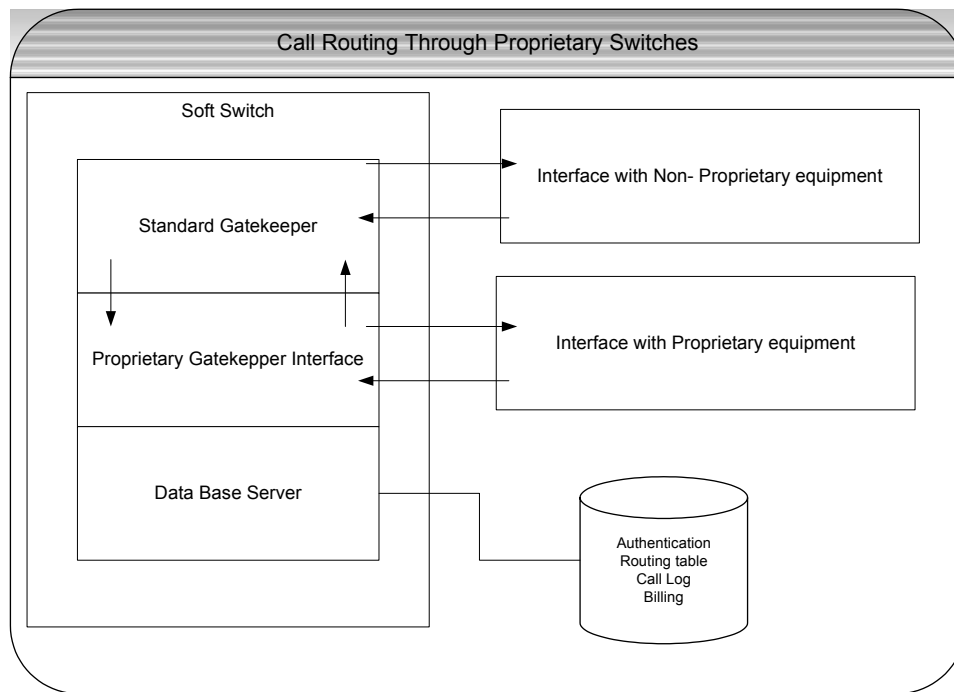 Call Routing Through Proprietary Switches
Soft Switch
Standard Gatekeeper
Proprietary Gatekepper Interface
Data Base Server
Interface with Non- Proprietary equipment
Interface with Proprietary equipment
Authentication
Routing table
Call Log
Billing